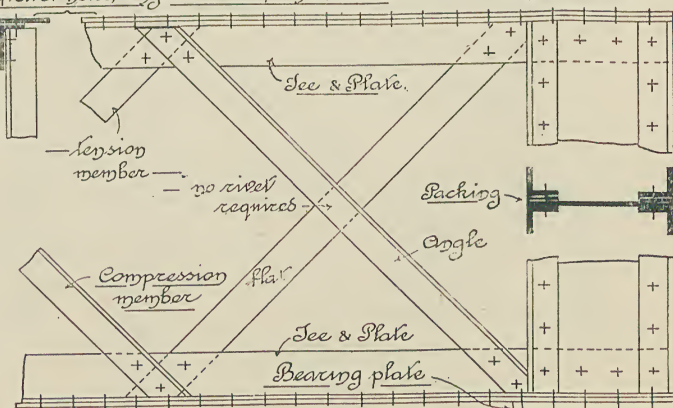 Tee & Plate.
tension
member
no rivet
required
Packing
Angle
Compression
member
flat
Tee & Plate
Bearing plate